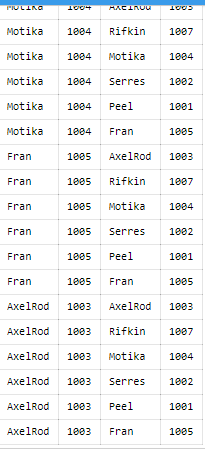 Motika 1004 AxelRod 1003
Motika 1004 Rifkin 1007
Motika 1004 Motika 1004
Motika 1004 Serres 1002
Motika 1004 Peel 1001
Motika 1004 Fran 1005
Fran 1005 AxelRod 1003
Fran 1005 Rifkin 1007
Fran 1005 Motika 1004
Fran 1005 Serres 1002
Fran 1005 Peel 1001
Fran 1005 Fran 1005
AxelRod 1003 AxelRod 1003
AxelRod 1003 Rifkin 1007
AxelRod 1003 Motika 1004
AxelRod 1003 Serres 1002
AxelRod 1003 Peel 1001
AxelRod 1003 Fran 1005